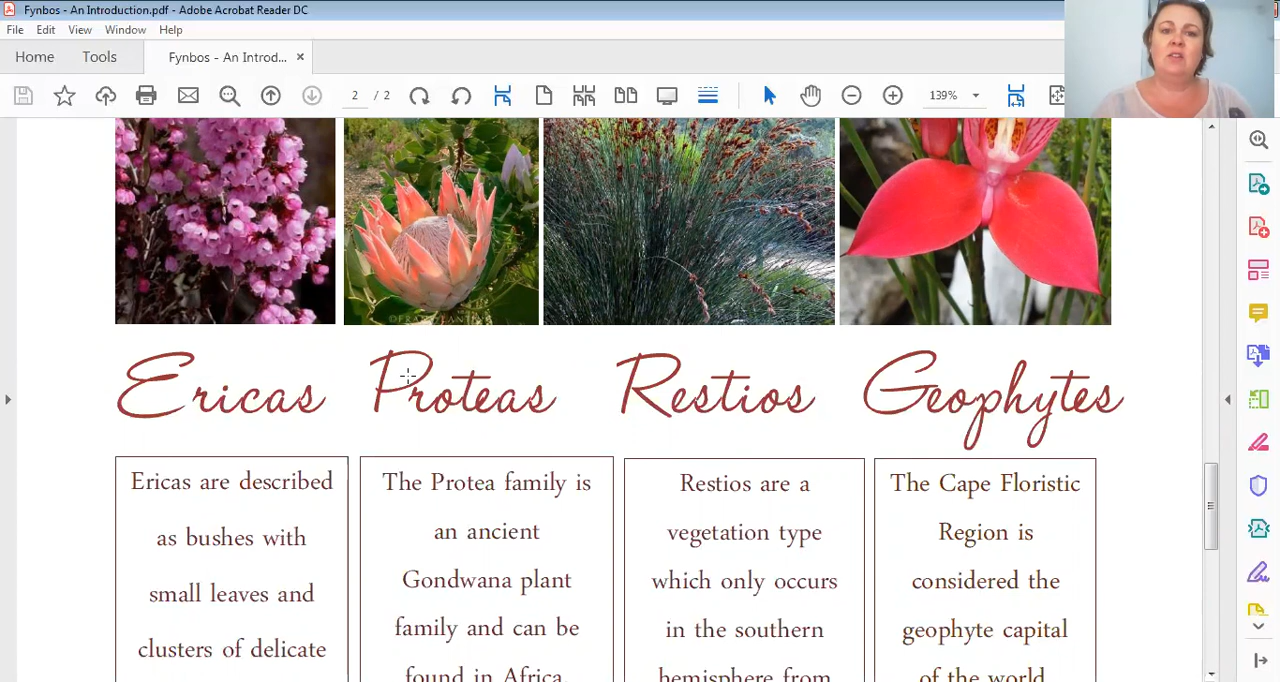 Fynbos - An Introduction.pdf - Adobe Acrobat Reader DC
File Edit View Window Help
Home Tools Fynbos - An Introd... ×
2 / 2 139%
Ericas Proteas Restios Geophytes
Ericas are described
as bushes with
small leaves and
clusters of delicate
The Protea family is
an ancient
Gondwana plant
family and can be
found in Africa,
Restios are a
vegetation type
which only occurs
in the southern
hemisphere from
The Cape Floristic
Region is
considered the
geophyte capital
of the world